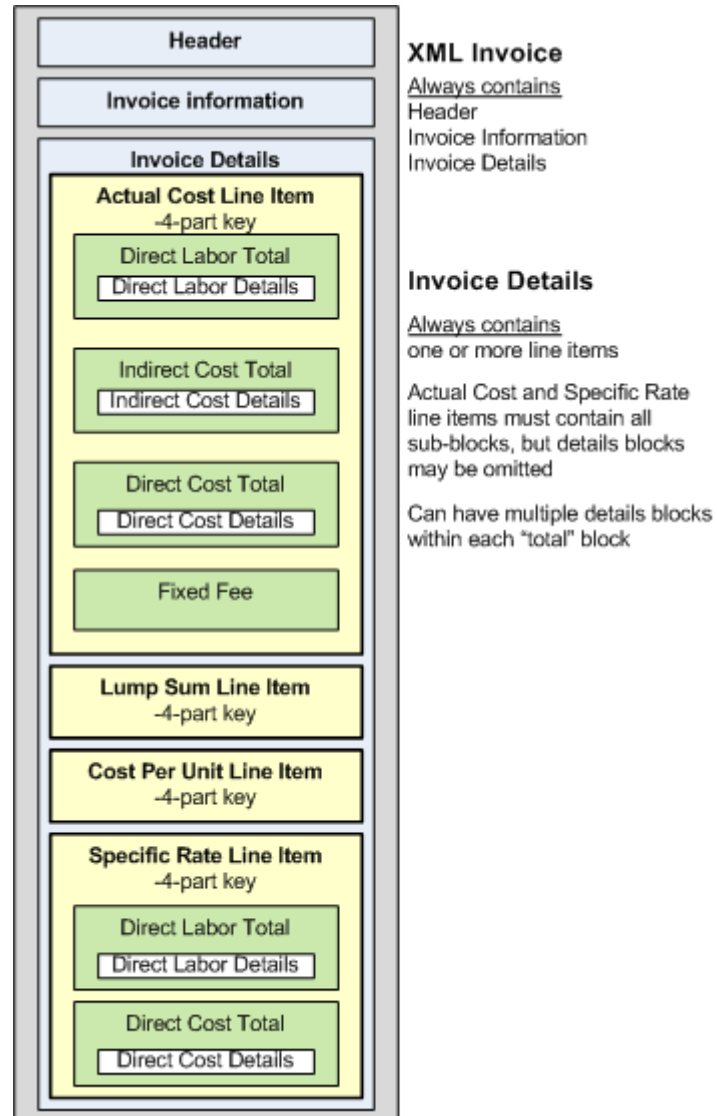 Header
Invoice information
Invoice Details
Actual Cost Line Item
-4-part key
Direct Labor Total
Direct Labor Details
Indirect Cost Total
Indirect Cost Details
Direct Cost Total
Direct Cost Details
Fixed Fee
Lump Sum Line Item
-4-part key
Cost Per Unit Line Item
-4-part key
Specific Rate Line Item
-4-part key
Direct Labor Total
Direct Labor Details
Direct Cost Total
Direct Cost Details
XML Invoice
Always contains
Header
Invoice Information
Invoice Details
Invoice Details
Always contains
one or more line items
Actual Cost and Specific Rate
line items must contain all
sub-blocks, but details blocks
may be omitted
Can have multiple details blocks
within each “total” block